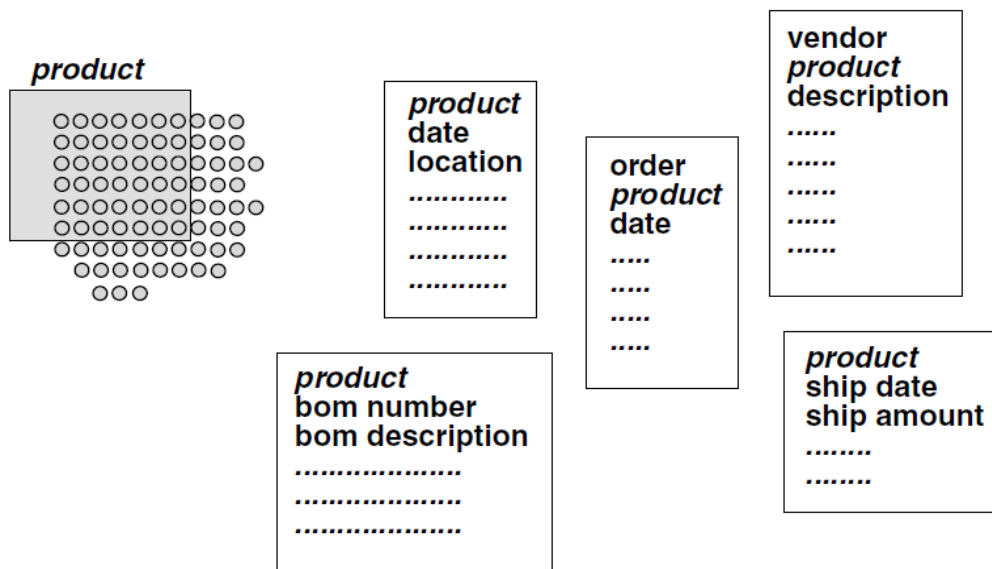 product
product
date
location
............
............
............
............
order
product
date
.....
.....
.....
.....
vendor
product
description
......
......
......
......
......
product
bom number
bom description
....................
....................
....................
product
ship date
ship amount
........
........